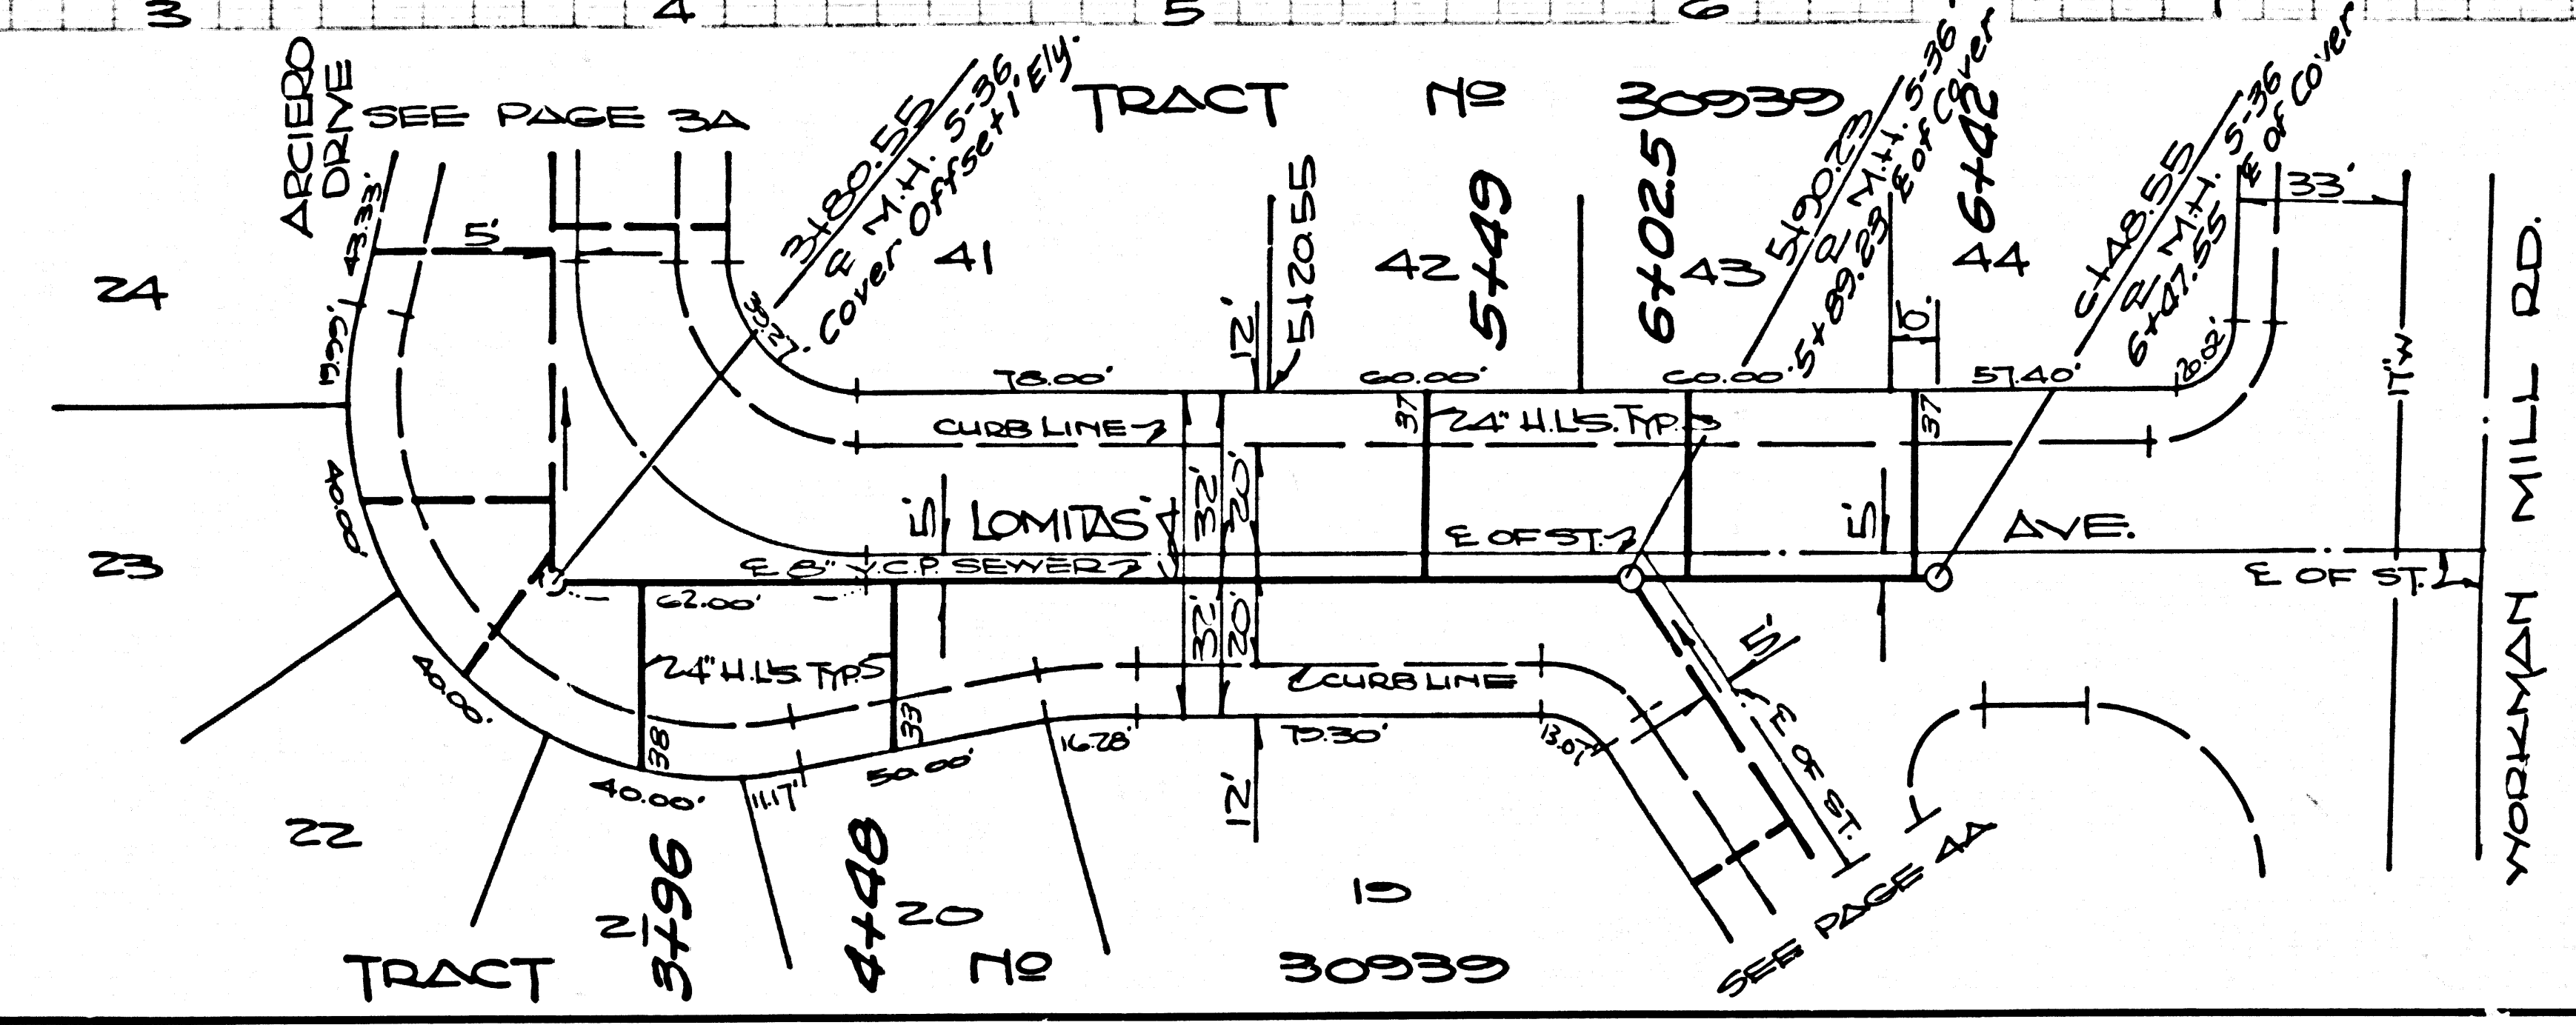 3 4 5 6
ARCIERO
DRIVE
SEE PAGE 3A
TRACT Nº 30939
3+80.55
℄ M.H. S-36
Cover Offset 1' Ely.
5+20.55
5+49
6+02.5
5+90.23
℄ M.H. S-36
5+89.23 ℄ of Cover
6+42
6+48.55
℄ M.H. S-36
6+47.55 ℄ of Cover
33'
43.33'
5'
24
41
42
43
44
19.99'
39.27'
12'
6'
17'W
78.00'
60.00'
60.00'
57.40'
20.02'
CURB LINE
37
24" H.L'S. TYP.
37
40.00'
5'
LOMITAS
32'
20'
℄ OF ST.
5'
AVE.
23
℄ 8" V.C.P. SEWER
℄ OF ST.
62.00'
32'
20'
24" H.L'S. TYP.
5'
CURB LINE
40.00'
38
33
16.28'
79.30'
13.07'
℄ OF ST.
50.00'
40.00'
11.17'
12'
22
3+96
4+48
SEE PAGE 4A
21
20
19
TRACT Nº 30939
WORKMAN MILL RD.